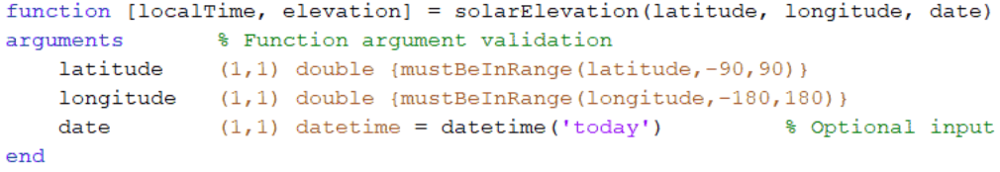 function [localTime, elevation] = solarElevation(latitude, longitude, date)
arguments % Function argument validation
latitude (1,1) double {mustBeInRange(latitude,-90,90)}
longitude (1,1) double {mustBeInRange(longitude,-180,180)}
date (1,1) datetime = datetime('today') % Optional input
end